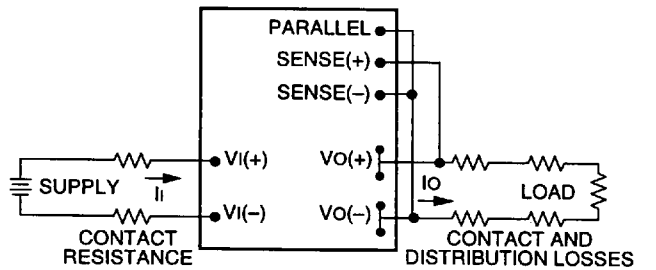 PARALLEL
SENSE(+)
SENSE(–)
VI(+)
VO(+)
SUPPLY
II
IO
LOAD
VI(–)
VO(–)
CONTACT
RESISTANCE
CONTACT AND
DISTRIBUTION LOSSES